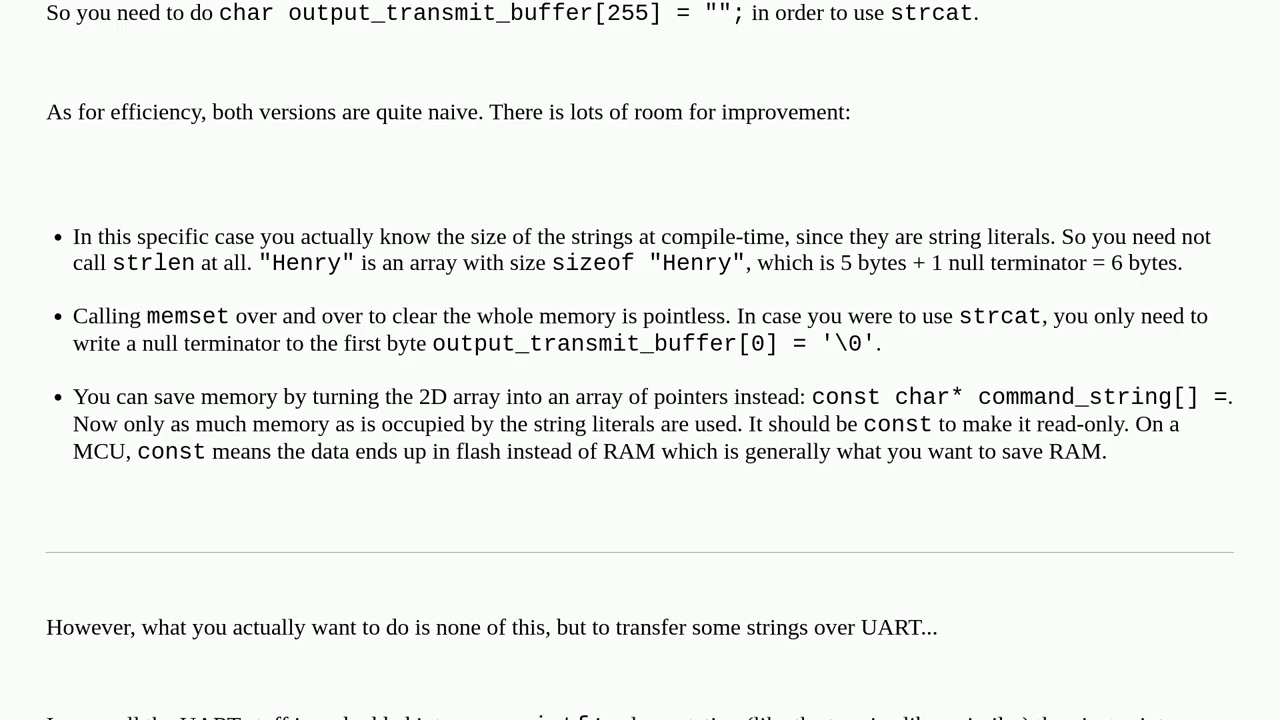 So you need to do char output_transmit_buffer[255] = ""; in order to use strcat.
As for efficiency, both versions are quite naive. There is lots of room for improvement:
• In this specific case you actually know the size of the strings at compile-time, since they are string literals. So you need not
call strlen at all. "Henry" is an array with size sizeof "Henry", which is 5 bytes + 1 null terminator = 6 bytes.
• Calling memset over and over to clear the whole memory is pointless. In case you were to use strcat, you only need to
write a null terminator to the first byte output_transmit_buffer[0] = '\0'.
• You can save memory by turning the 2D array into an array of pointers instead: const char* command_string[] =.
Now only as much memory as is occupied by the string literals are used. It should be const to make it read-only. On a
MCU, const means the data ends up in flash instead of RAM which is generally what you want to save RAM.
However, what you actually want to do is none of this, but to transfer some strings over UART...